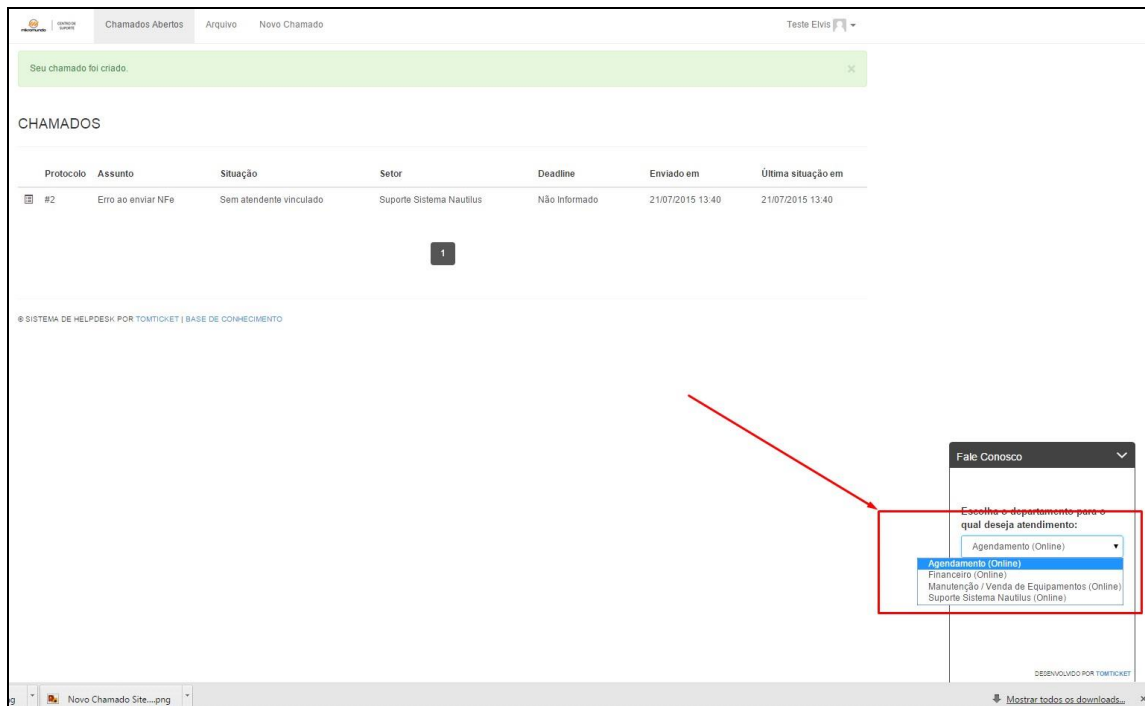 micromundo
CENTRO DE
SUPORTE
Chamados Abertos Arquivo Novo Chamado Teste Elvis
Seu chamado foi criado. ×
CHAMADOS
Protocolo Assunto Situação Setor Deadline Enviado em Última situação em
#2 Erro ao enviar NFe Sem atendente vinculado Suporte Sistema Nautilus Não Informado 21/07/2015 13:40 21/07/2015 13:40
1
© SISTEMA DE HELPDESK POR TOMTICKET | BASE DE CONHECIMENTO
Fale Conosco
Escolha o departamento para o
qual deseja atendimento:
Agendamento (Online)
Agendamento (Online)
Financeiro (Online)
Manutenção / Venda de Equipamentos (Online)
Suporte Sistema Nautilus (Online)
DESENVOLVIDO POR TOMTICKET
Novo Chamado Site....png Mostrar todos os downloads...